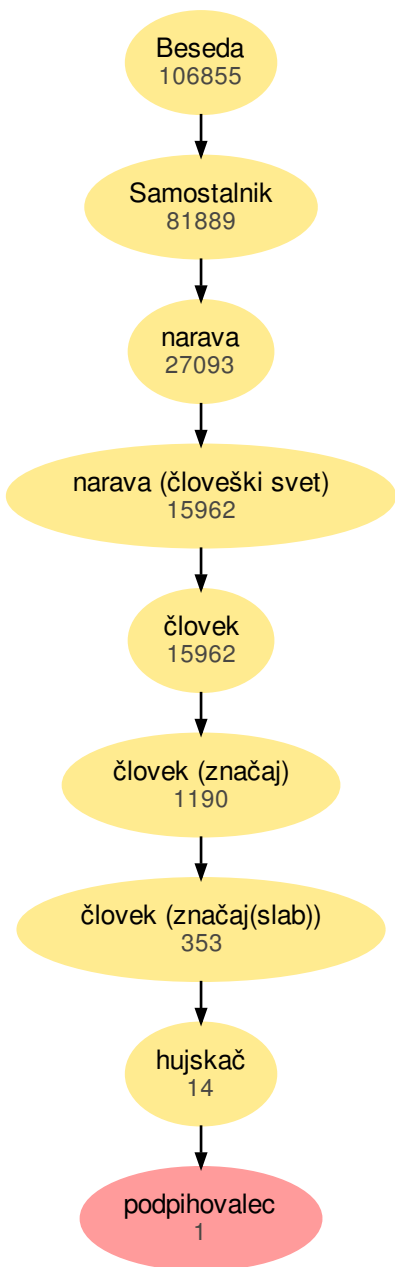 Beseda
106855
Samostalnik
81889
narava
27093
narava (človeški svet)
15962
človek
15962
človek (značaj)
1190
človek (značaj(slab))
353
hujskač
14
podpihovalec
1